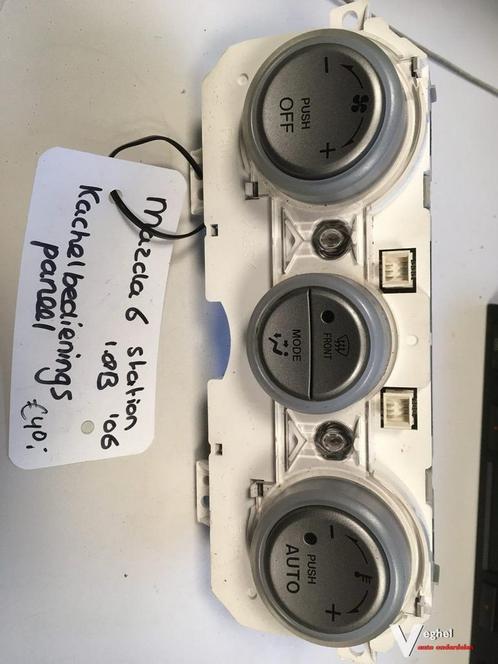 Mazda 6 station
1.8B '06
Kachelbedienings
paneel
€40,-
- +
PUSH
OFF
FRONT
MODE
- +
PUSH
AUTO
Veghel
auto onderdelen